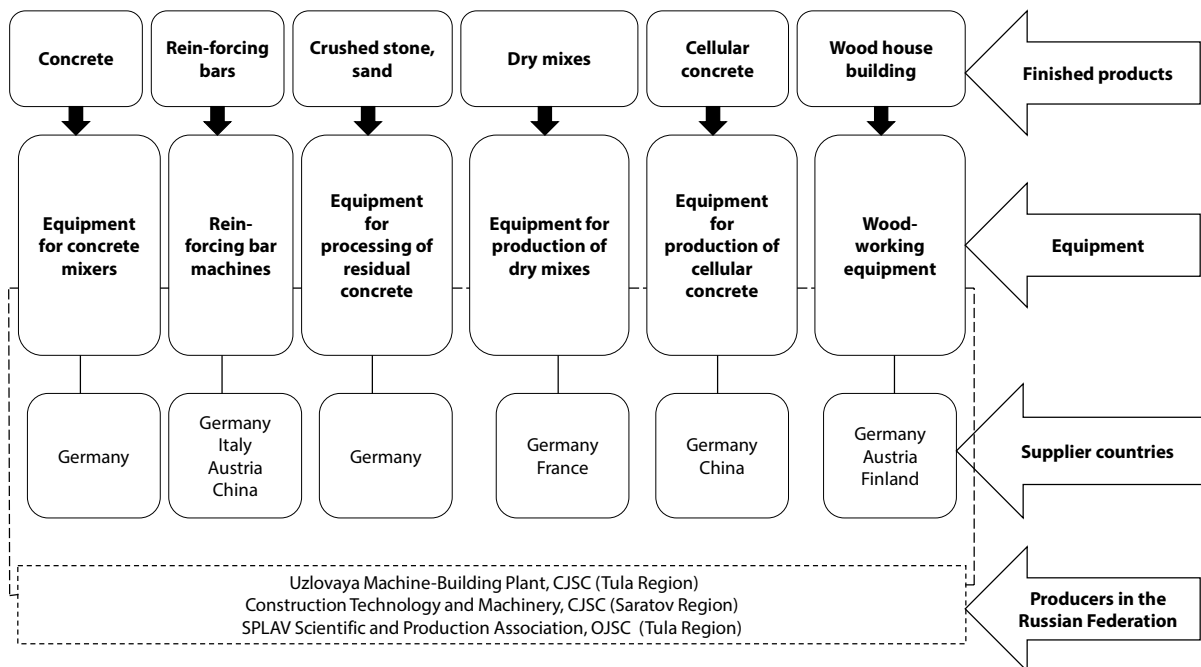 Concrete
Rein-forcing
bars
Crushed stone,
sand
Dry mixes
Cellular
concrete
Wood house
building
Finished products
Equipment
for concrete
mixers
Rein-
forcing bar
machines
Equipment
for
processing of
residual
concrete
Equipment for
production of
dry mixes
Equipment
for
production of
cellular
concrete
Wood-
working
equipment
Equipment
Germany
Germany
Italy
Austria
China
Germany
Germany
France
Germany
China
Germany
Austria
Finland
Supplier countries
Uzlovaya Machine-Building Plant, CJSC (Tula Region)
Construction Technology and Machinery, CJSC (Saratov Region)
SPLAV Scientific and Production Association, OJSC (Tula Region)
Producers in the
Russian Federation